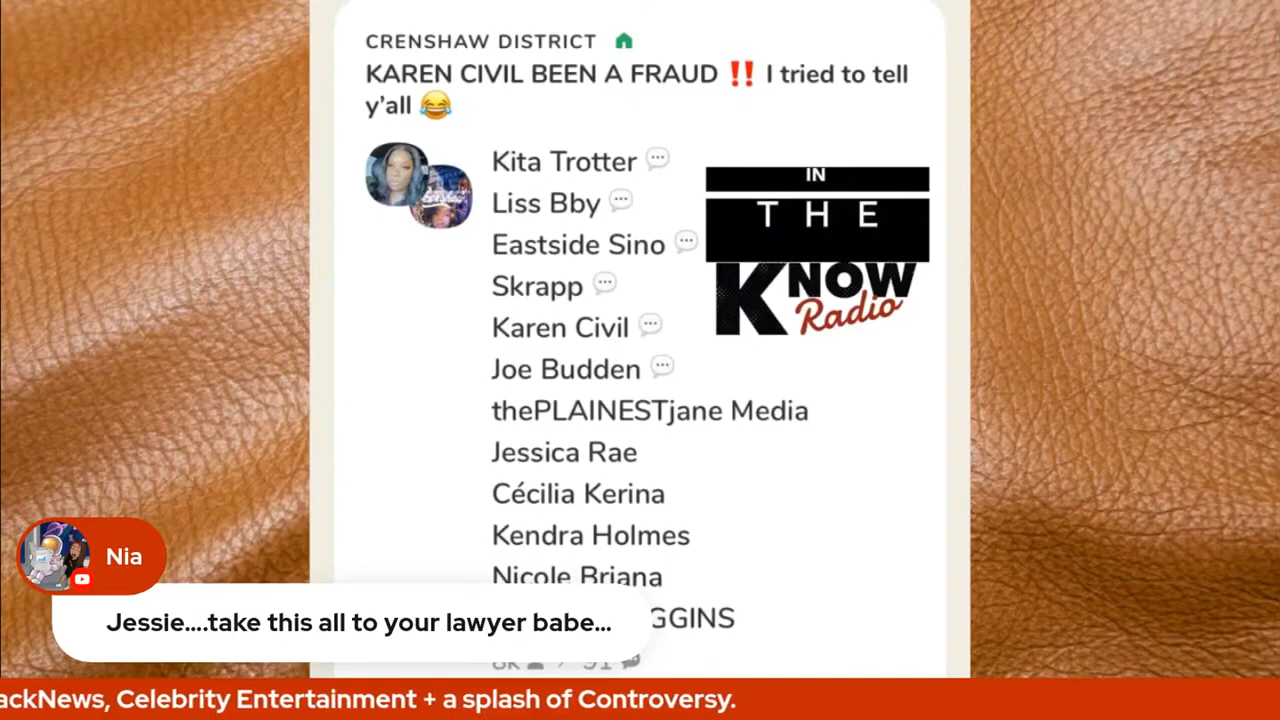 CRENSHAW DISTRICT
KAREN CIVIL BEEN A FRAUD ‼️ I tried to tell
y'all 😂
Kita Trotter
Liss Bby
Eastside Sino
Skrapp
Karen Civil
Joe Budden
thePLAINESTjane Media
Jessica Rae
Cécilia Kerina
Kendra Holmes
Nicole Briana
GGINS
IN
THE
KNOW
Radio
Nia
Jessie....take this all to your lawyer babe...
ackNews, Celebrity Entertainment + a splash of Controversy.